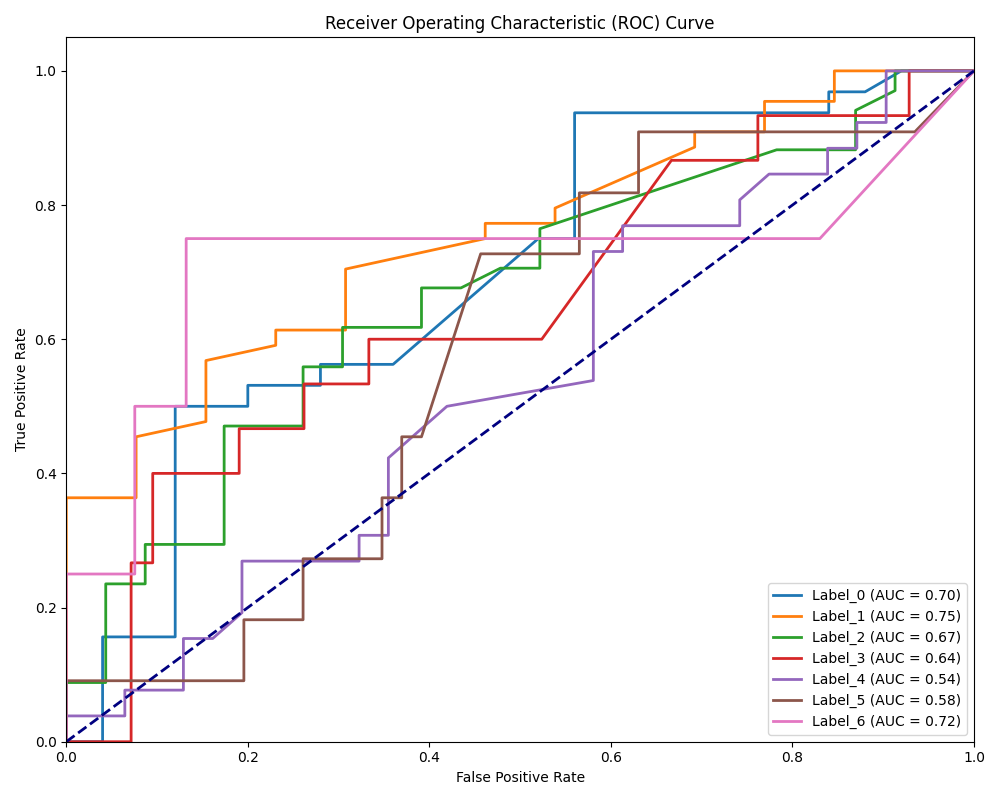 Receiver Operating Characteristic (ROC) Curve
True Positive Rate
1.0
0.8
0.6
0.4
0.2
0.0
Label_0 (AUC = 0.70)
Label_1 (AUC = 0.75)
Label_2 (AUC = 0.67)
Label_3 (AUC = 0.64)
Label_4 (AUC = 0.54)
Label_5 (AUC = 0.58)
Label_6 (AUC = 0.72)
0.0 0.2 0.4 0.6 0.8 1.0
False Positive Rate